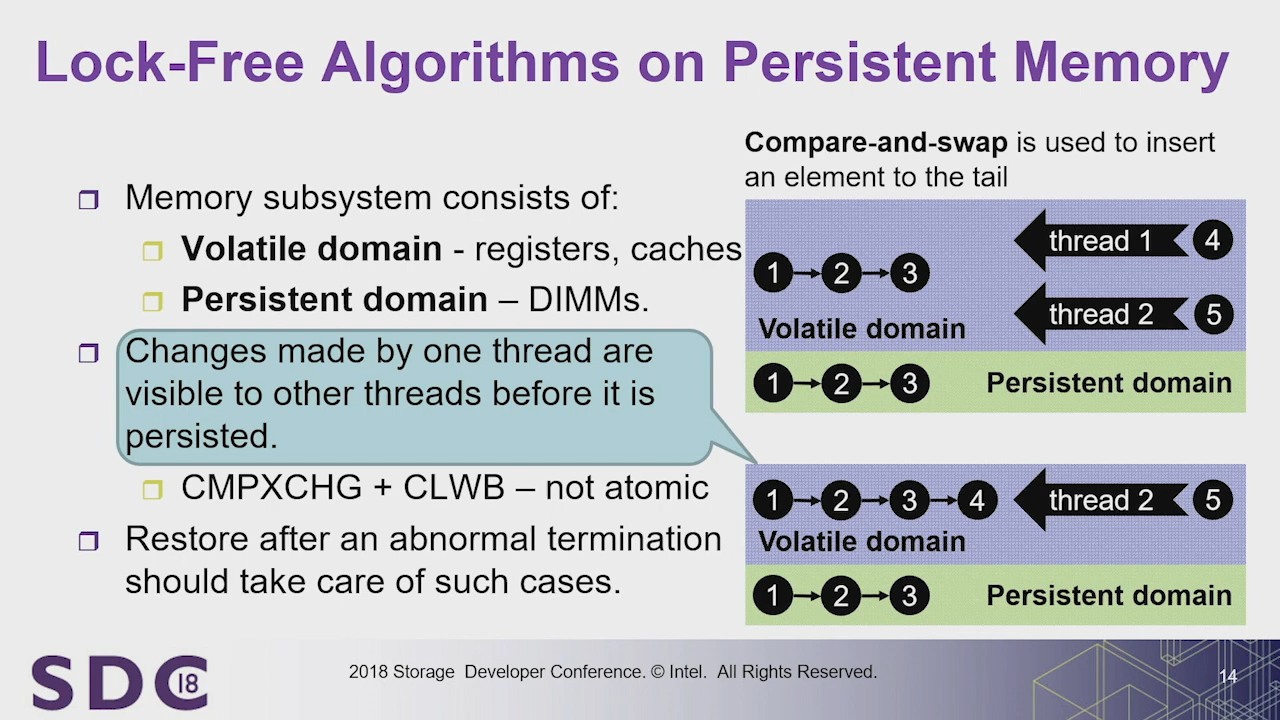 Lock-Free Algorithms on Persistent Memory
Memory subsystem consists of:
Volatile domain - registers, caches
Persistent domain – DIMMs.
Changes made by one thread are
visible to other threads before it is
persisted.
CMPXCHG + CLWB – not atomic
Restore after an abnormal termination
should take care of such cases.
Compare-and-swap is used to insert
an element to the tail
thread 1 4
1 2 3
thread 2 5
Volatile domain
1 2 3 Persistent domain
1 2 3 4 thread 2 5
Volatile domain
1 2 3 Persistent domain
SDC 18
2018 Storage Developer Conference. © Intel. All Rights Reserved.
14